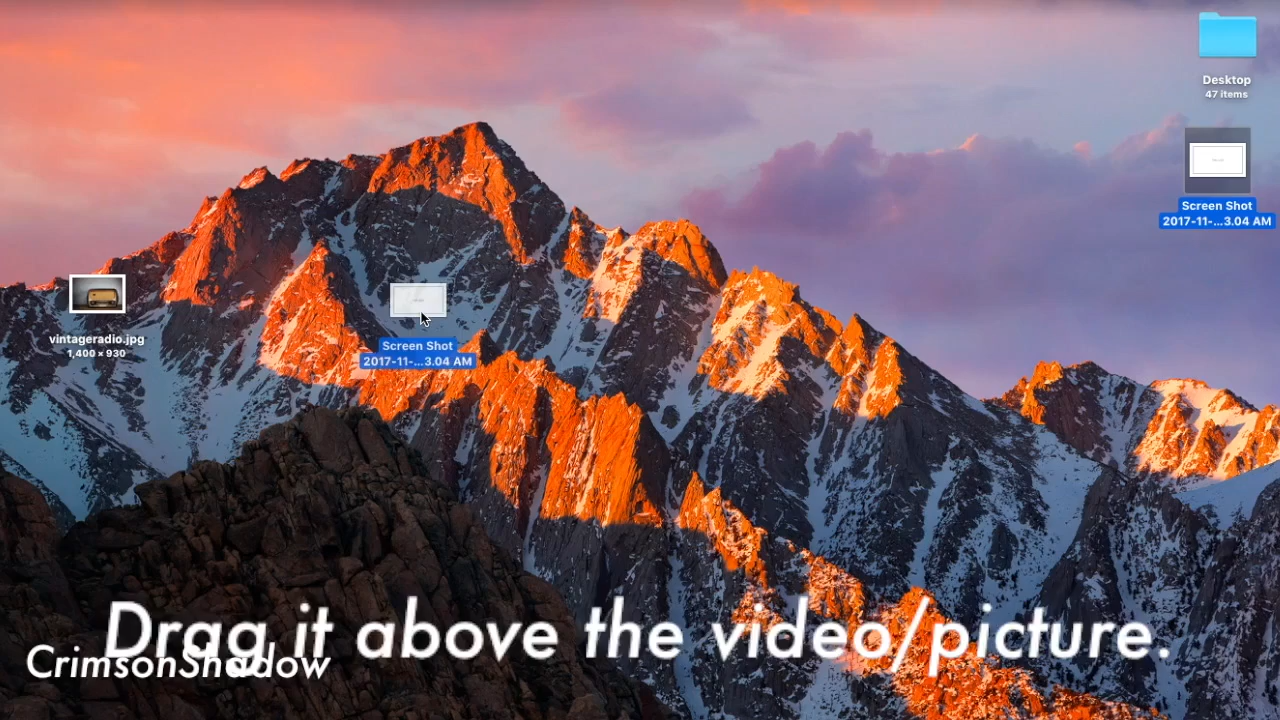 Desktop
47 items
Screen Shot
2017-11-...3.04 AM
vintageradio.jpg
1,400 × 930
Screen Shot
2017-11-...3.04 AM
Drag it above the video/picture.
CrimsonShadow